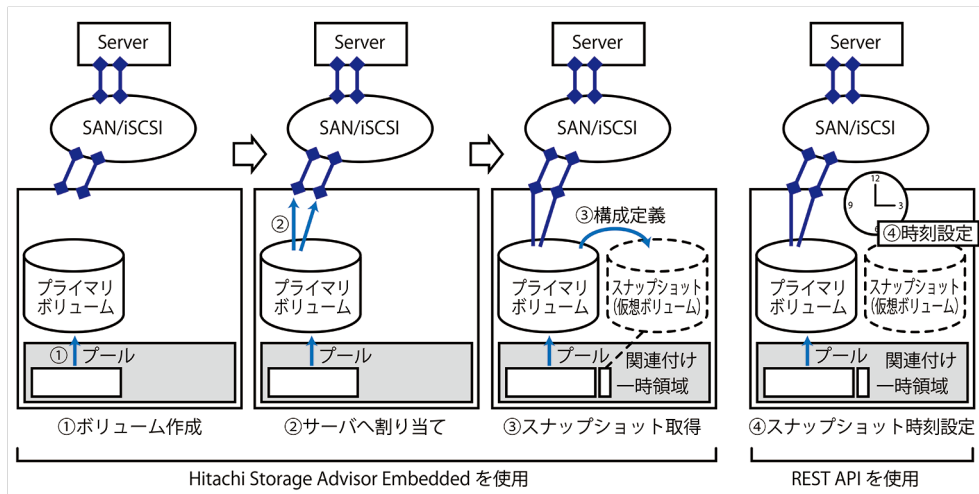 Server
SAN/iSCSI
プライマリ
ボリューム
① プール
①ボリューム作成
Server
SAN/iSCSI
②
プライマリ
ボリューム
プール
②サーバへ割り当て
Server
SAN/iSCSI
③構成定義
プライマリ
ボリューム
スナップショット
(仮想ボリューム)
プール 関連付け
一時領域
③スナップショット取得
Server
SAN/iSCSI
12
9 3
④時刻設定
プライマリ
ボリューム
スナップショット
(仮想ボリューム)
プール 関連付け
一時領域
④スナップショット時刻設定
Hitachi Storage Advisor Embedded を使用
REST API を使用